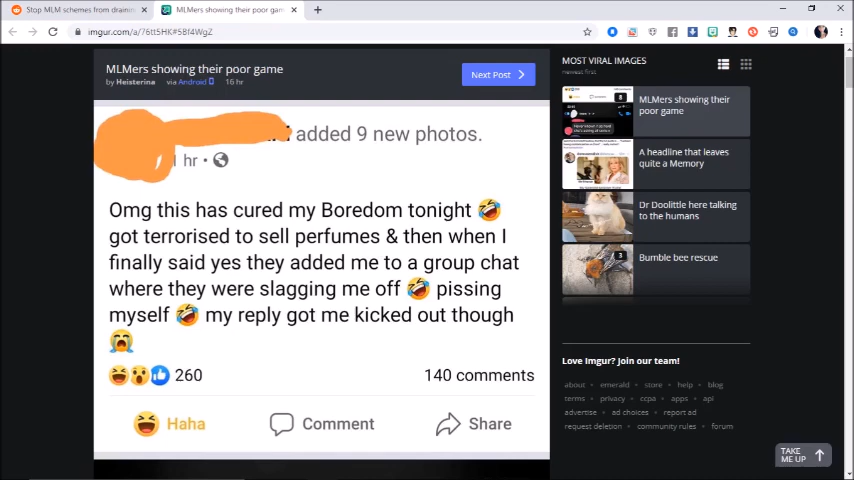 Stop MLM schemes from drainin
MLMers showing their poor gam
imgur.com/a/76tt5HK#58f4WgZ
MLMers showing their poor game
by Heisterina via Android 16 hr
Next Post
added 9 new photos.
1 hr
Omg this has cured my Boredom tonight 🤣
got terrorised to sell perfumes & then when I
finally said yes they added me to a group chat
where they were slagging me off 🤣 pissing
myself 🤣 my reply got me kicked out though
😭
260
140 comments
Haha
Comment
Share
MOST VIRAL IMAGES
newest first
8
MLMers showing their
poor game
A headline that leaves
quite a Memory
Dr Doolittle here talking
to the humans
3
Bumble bee rescue
Love Imgur? Join our team!
about emerald store help blog
terms privacy ccpa apps api
advertise ad choices report ad
request deletion community rules forum
TAKE
ME UP